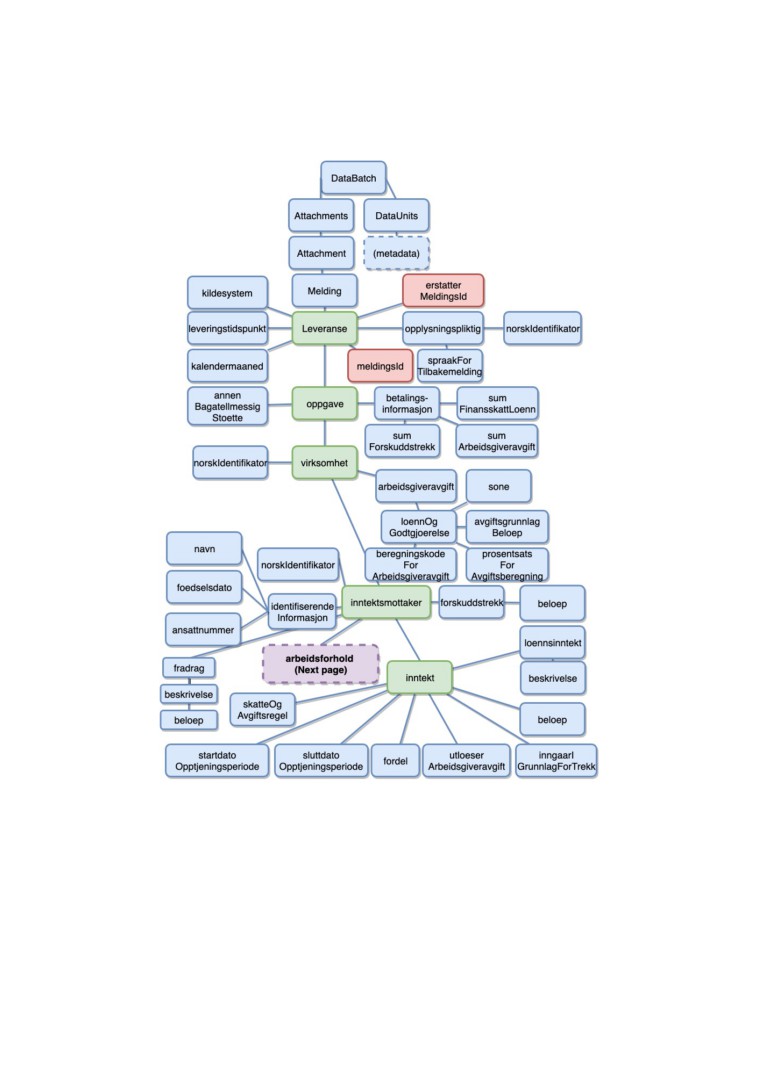 DataBatch
Attachments
DataUnits
Attachment
(metadata)
kildesystem
Melding
erstatter
MeldingsId
leveringstidspunkt
Leveranse
opplysningspliktig
norskIdentifikator
kalendermaaned
meldingsId
spraakFor
Tilbakemelding
annen
Bagatellmessig
Stoette
oppgave
betalings-
informasjon
sum
FinansskattLoenn
sum
Forskuddstrekk
sum
Arbeidsgiveravgift
norskIdentifikator
virksomhet
arbeidsgiveravgift
sone
loennOg
Godtgjoerelse
avgiftsgrunnlag
Beloep
navn
norskIdentifikator
beregningskode
For
Arbeidsgiveravgift
prosentsats
For
Avgiftsberegning
foedselsdato
identifiserende
Informasjon
inntektsmottaker
forskuddstrekk
beloep
ansattnummer
loennsinntekt
fradrag
arbeidsforhold
(Next page)
inntekt
beskrivelse
beskrivelse
skatteOg
Avgiftsregel
beloep
beloep
startdato
Opptjeningsperiode
sluttdato
Opptjeningsperiode
fordel
utloeser
Arbeidsgiveravgift
inngaarI
GrunnlagForTrekk